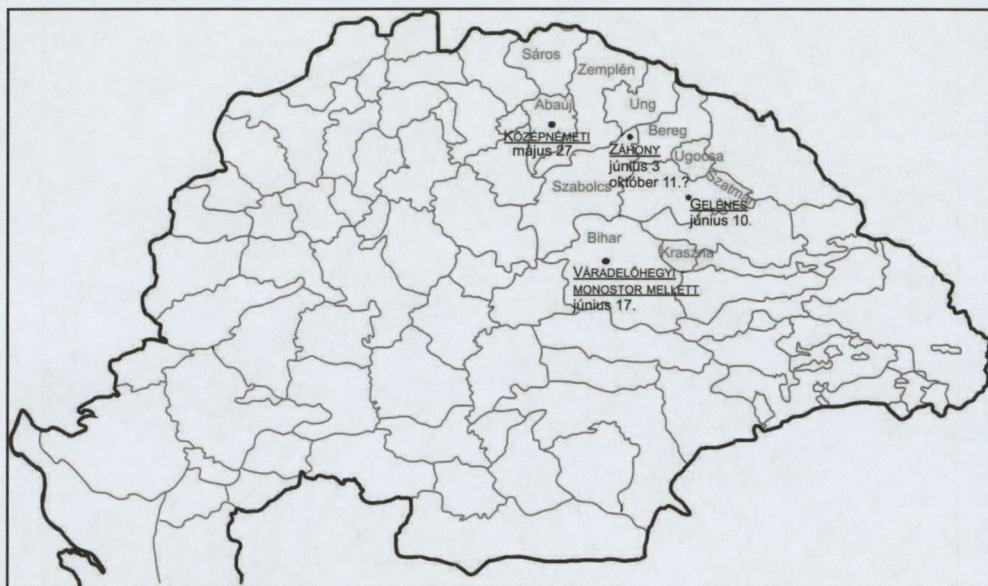 Sáros
Zemplén
Abaúj
Ung
KÖZÉPNÉMETI
május 27.
Bereg
ZÁHONY
június 3
október 11.?
Ugocsa
Szabolcs
Szatmár
GELÉNES
június 10.
Bihar
Kraszna
VÁRADELŐHEGYI
MONOSTOR MELLETT
június 17.